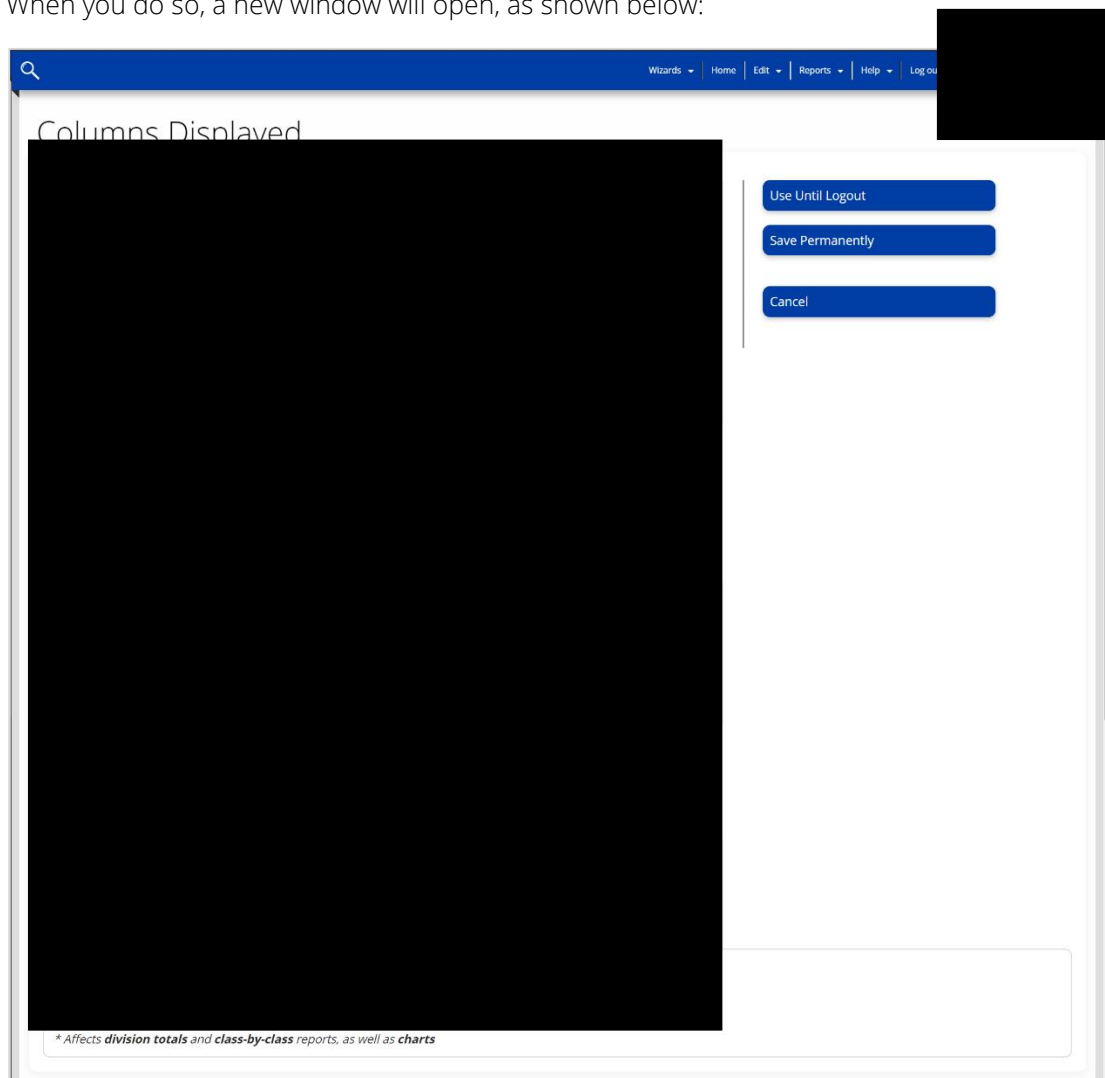 When you do so, a new window will open, as shown below:
Wizards Home Edit Reports Help Log ou
Columns Displayed
Use Until Logout
Save Permanently
Cancel
* Affects division totals and class-by-class reports, as well as charts